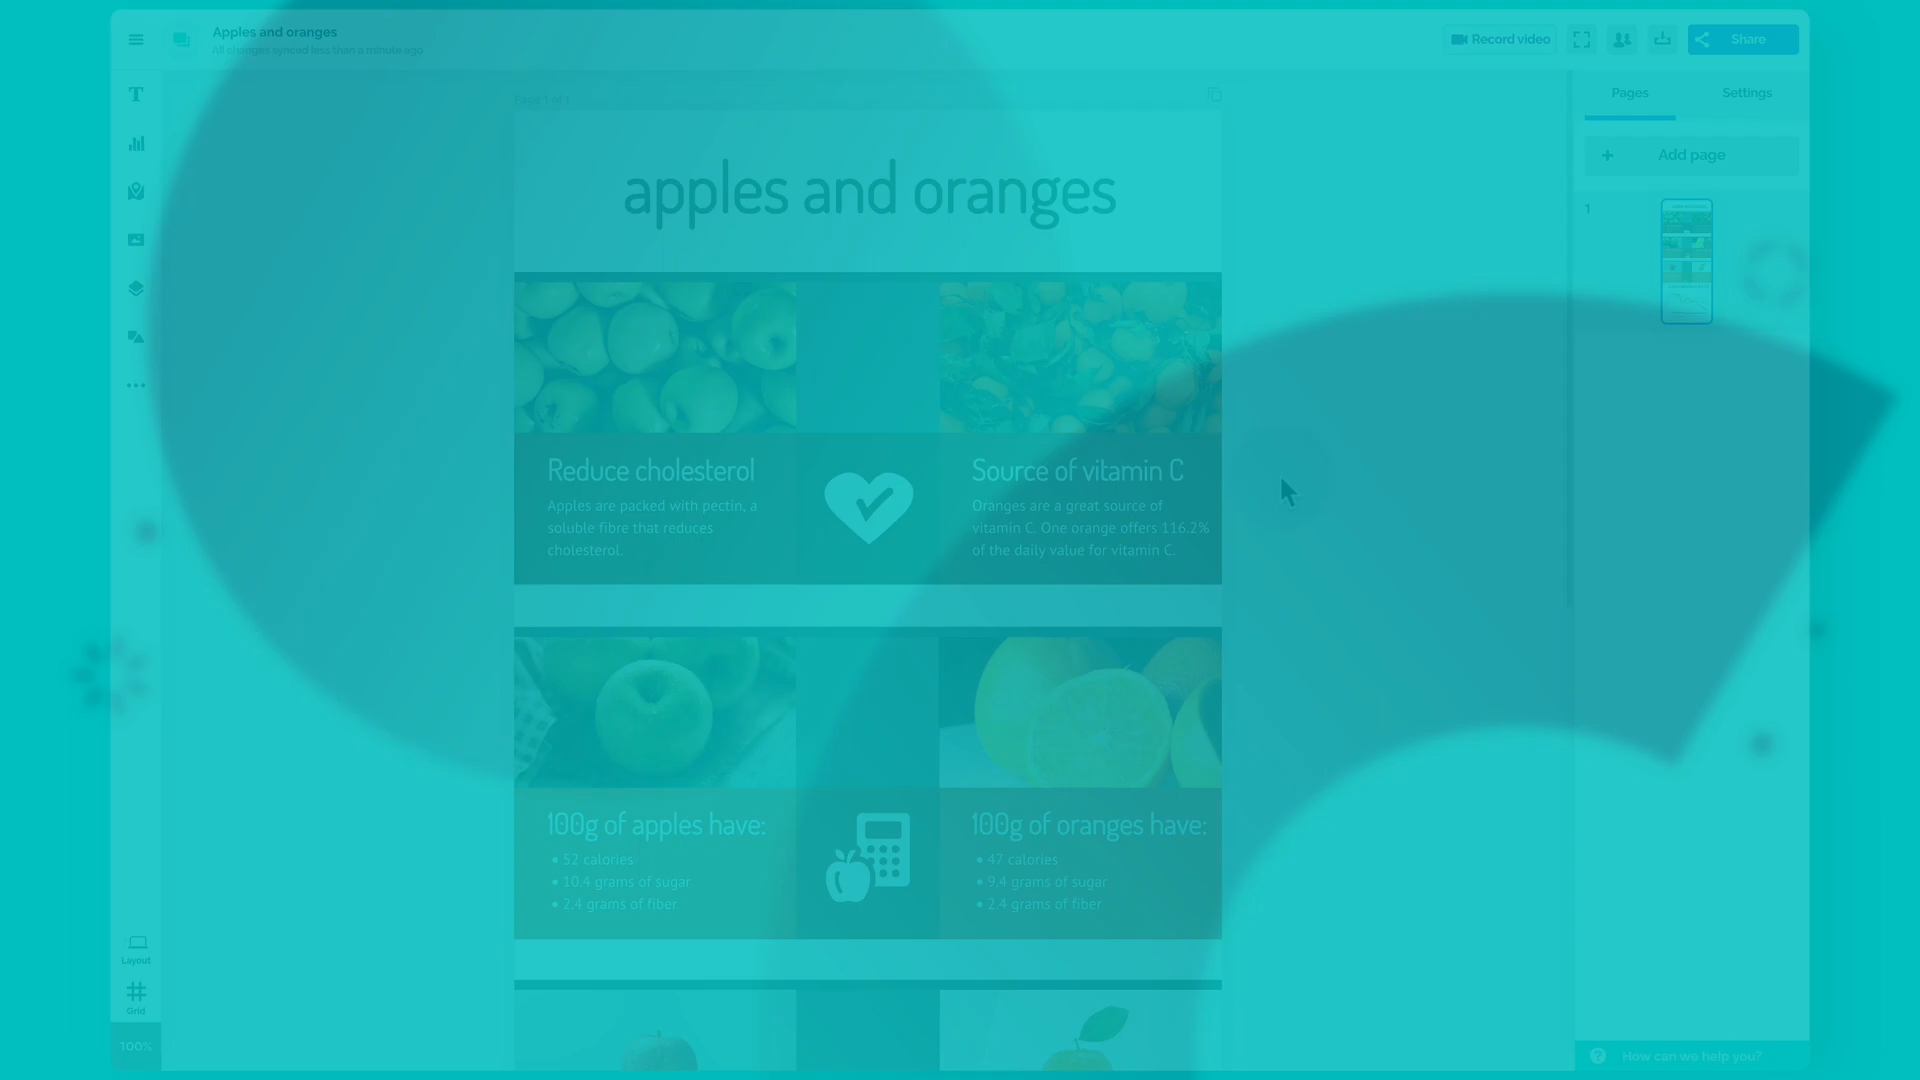 Apples and oranges
All changes synced less than a minute ago
Record video
Share
Pages
Settings
Add page
1
Page 1 of 1
apples and oranges
Reduce cholesterol
Apples are packed with pectin, a
soluble fibre that reduces
cholesterol.
Source of vitamin C
Oranges are a great source of
vitamin C. One orange offers 116.2%
of the daily value for vitamin C.
100g of apples have:
• 52 calories
• 10.4 grams of sugar
• 2.4 grams of fiber
100g of oranges have:
• 47 calories
• 9.4 grams of sugar
• 2.4 grams of fiber
Layout
Grid
100%
How can we help you?